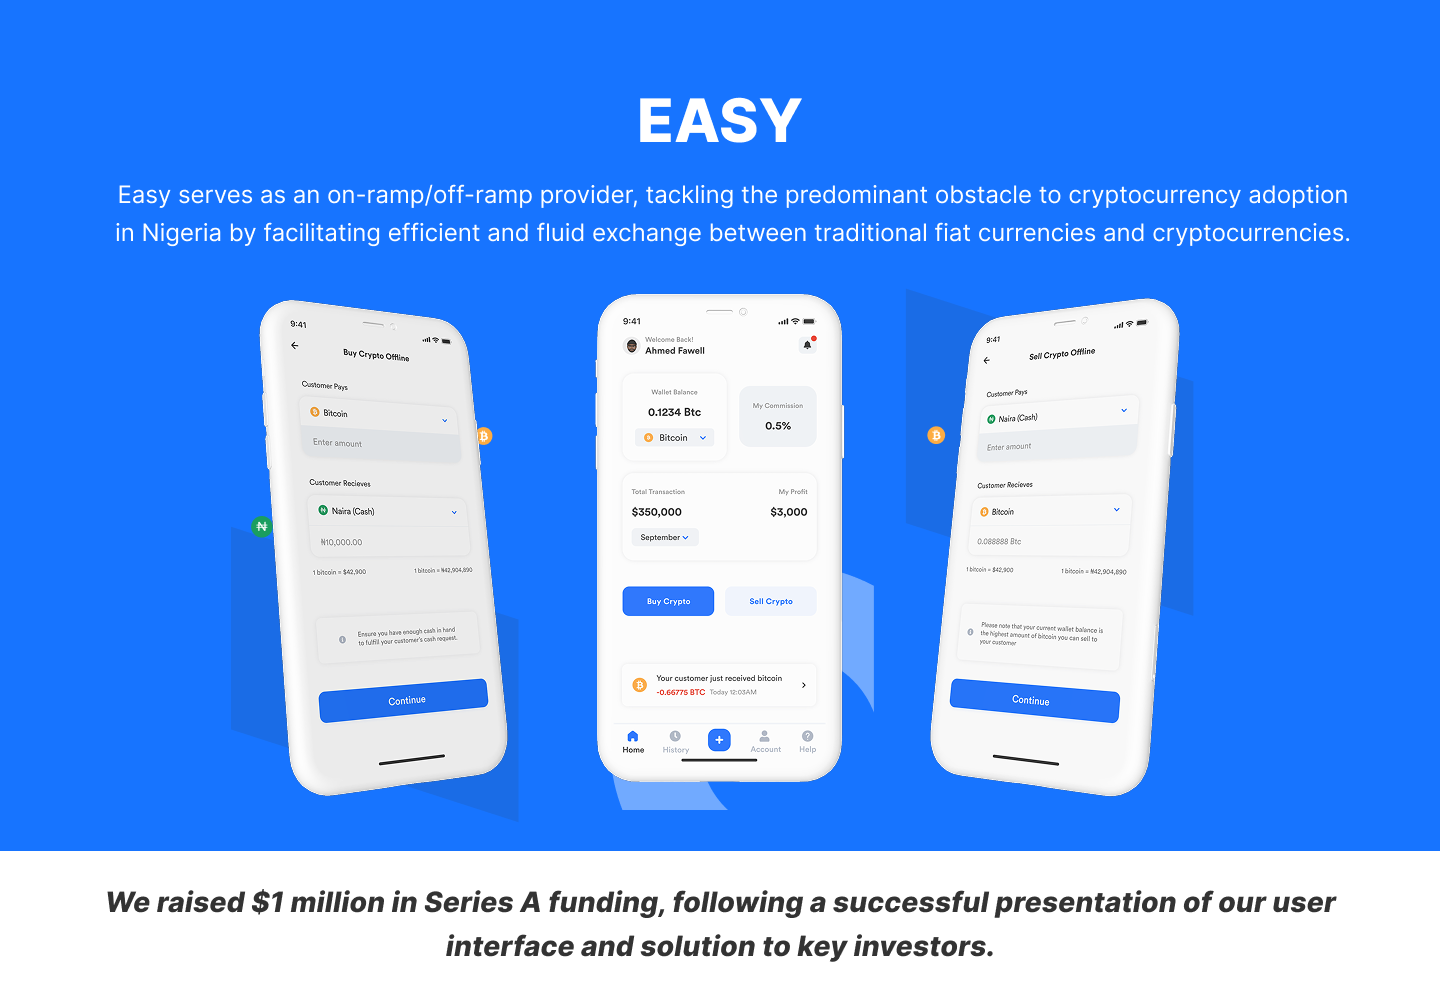 EASY
Easy serves as an on-ramp/off-ramp provider, tackling the predominant obstacle to cryptocurrency adoption
in Nigeria by facilitating efficient and fluid exchange between traditional fiat currencies and cryptocurrencies.
9:41
Buy Crypto Offline
Customer Pays
Bitcoin
Enter amount
Customer Recieves
Naira (Cash)
₦10,000.00
1 bitcoin = $42,900 1 bitcoin = ₦42,904,890
Ensure you have enough cash in hand
to fulfill your customer's cash request.
Continue
9:41
Welcome Back!
Ahmed Fawell
Wallet Balance
0.1234 Btc
Bitcoin
My Commission
0.5%
Total Transaction My Profit
$350,000 $3,000
September
Buy Crypto Sell Crypto
Your customer just received bitcoin
-0.66775 BTC Today 12:03AM
Home History Account Help
9:41
Sell Crypto Offline
Customer Pays
Naira (Cash)
Enter amount
Customer Recieves
Bitcoin
0.088888 Btc
1 bitcoin = $42,900 1 bitcoin = ₦42,904,890
Please note that your current wallet balance is
the highest amount of bitcoin you can sell to
your customer
Continue
We raised $1 million in Series A funding, following a successful presentation of our user
interface and solution to key investors.